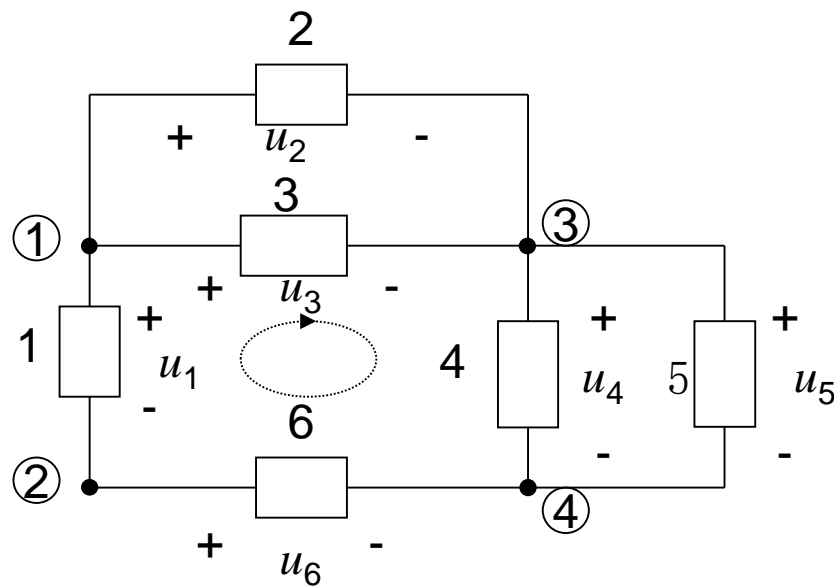 2
+ u2 -
3
① ③
+ u3 -
1 + u1 -
4 + u4 -
5 + u5 -
6
② ④
+ u6 -